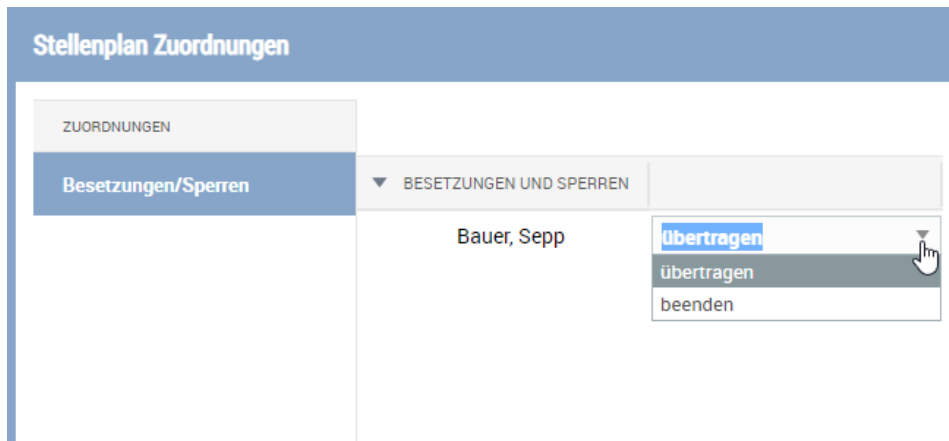 Stellenplan Zuordnungen
ZUORDNUNGEN
Besetzungen/Sperren
BESETZUNGEN UND SPERREN
Bauer, Sepp
übertragen
übertragen
beenden